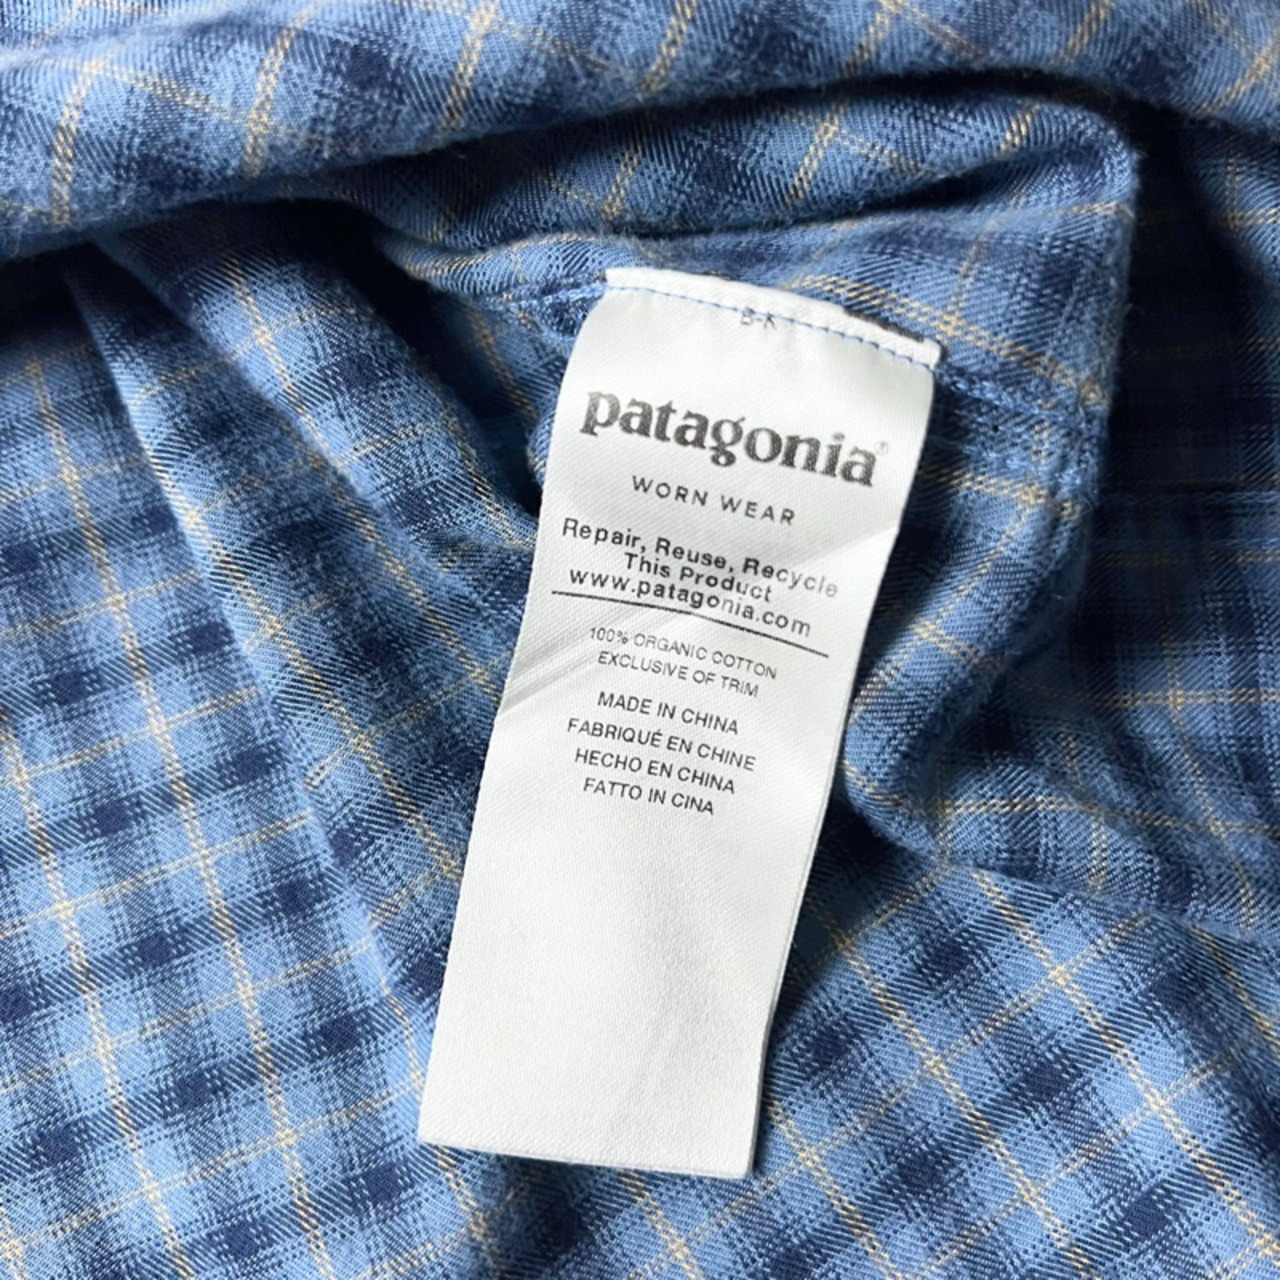 B-K
patagonia®
WORN WEAR
Repair, Reuse, Recycle
This Product
www.patagonia.com
100% ORGANIC COTTON
EXCLUSIVE OF TRIM
MADE IN CHINA
FABRIQUÉ EN CHINE
HECHO EN CHINA
FATTO IN CINA